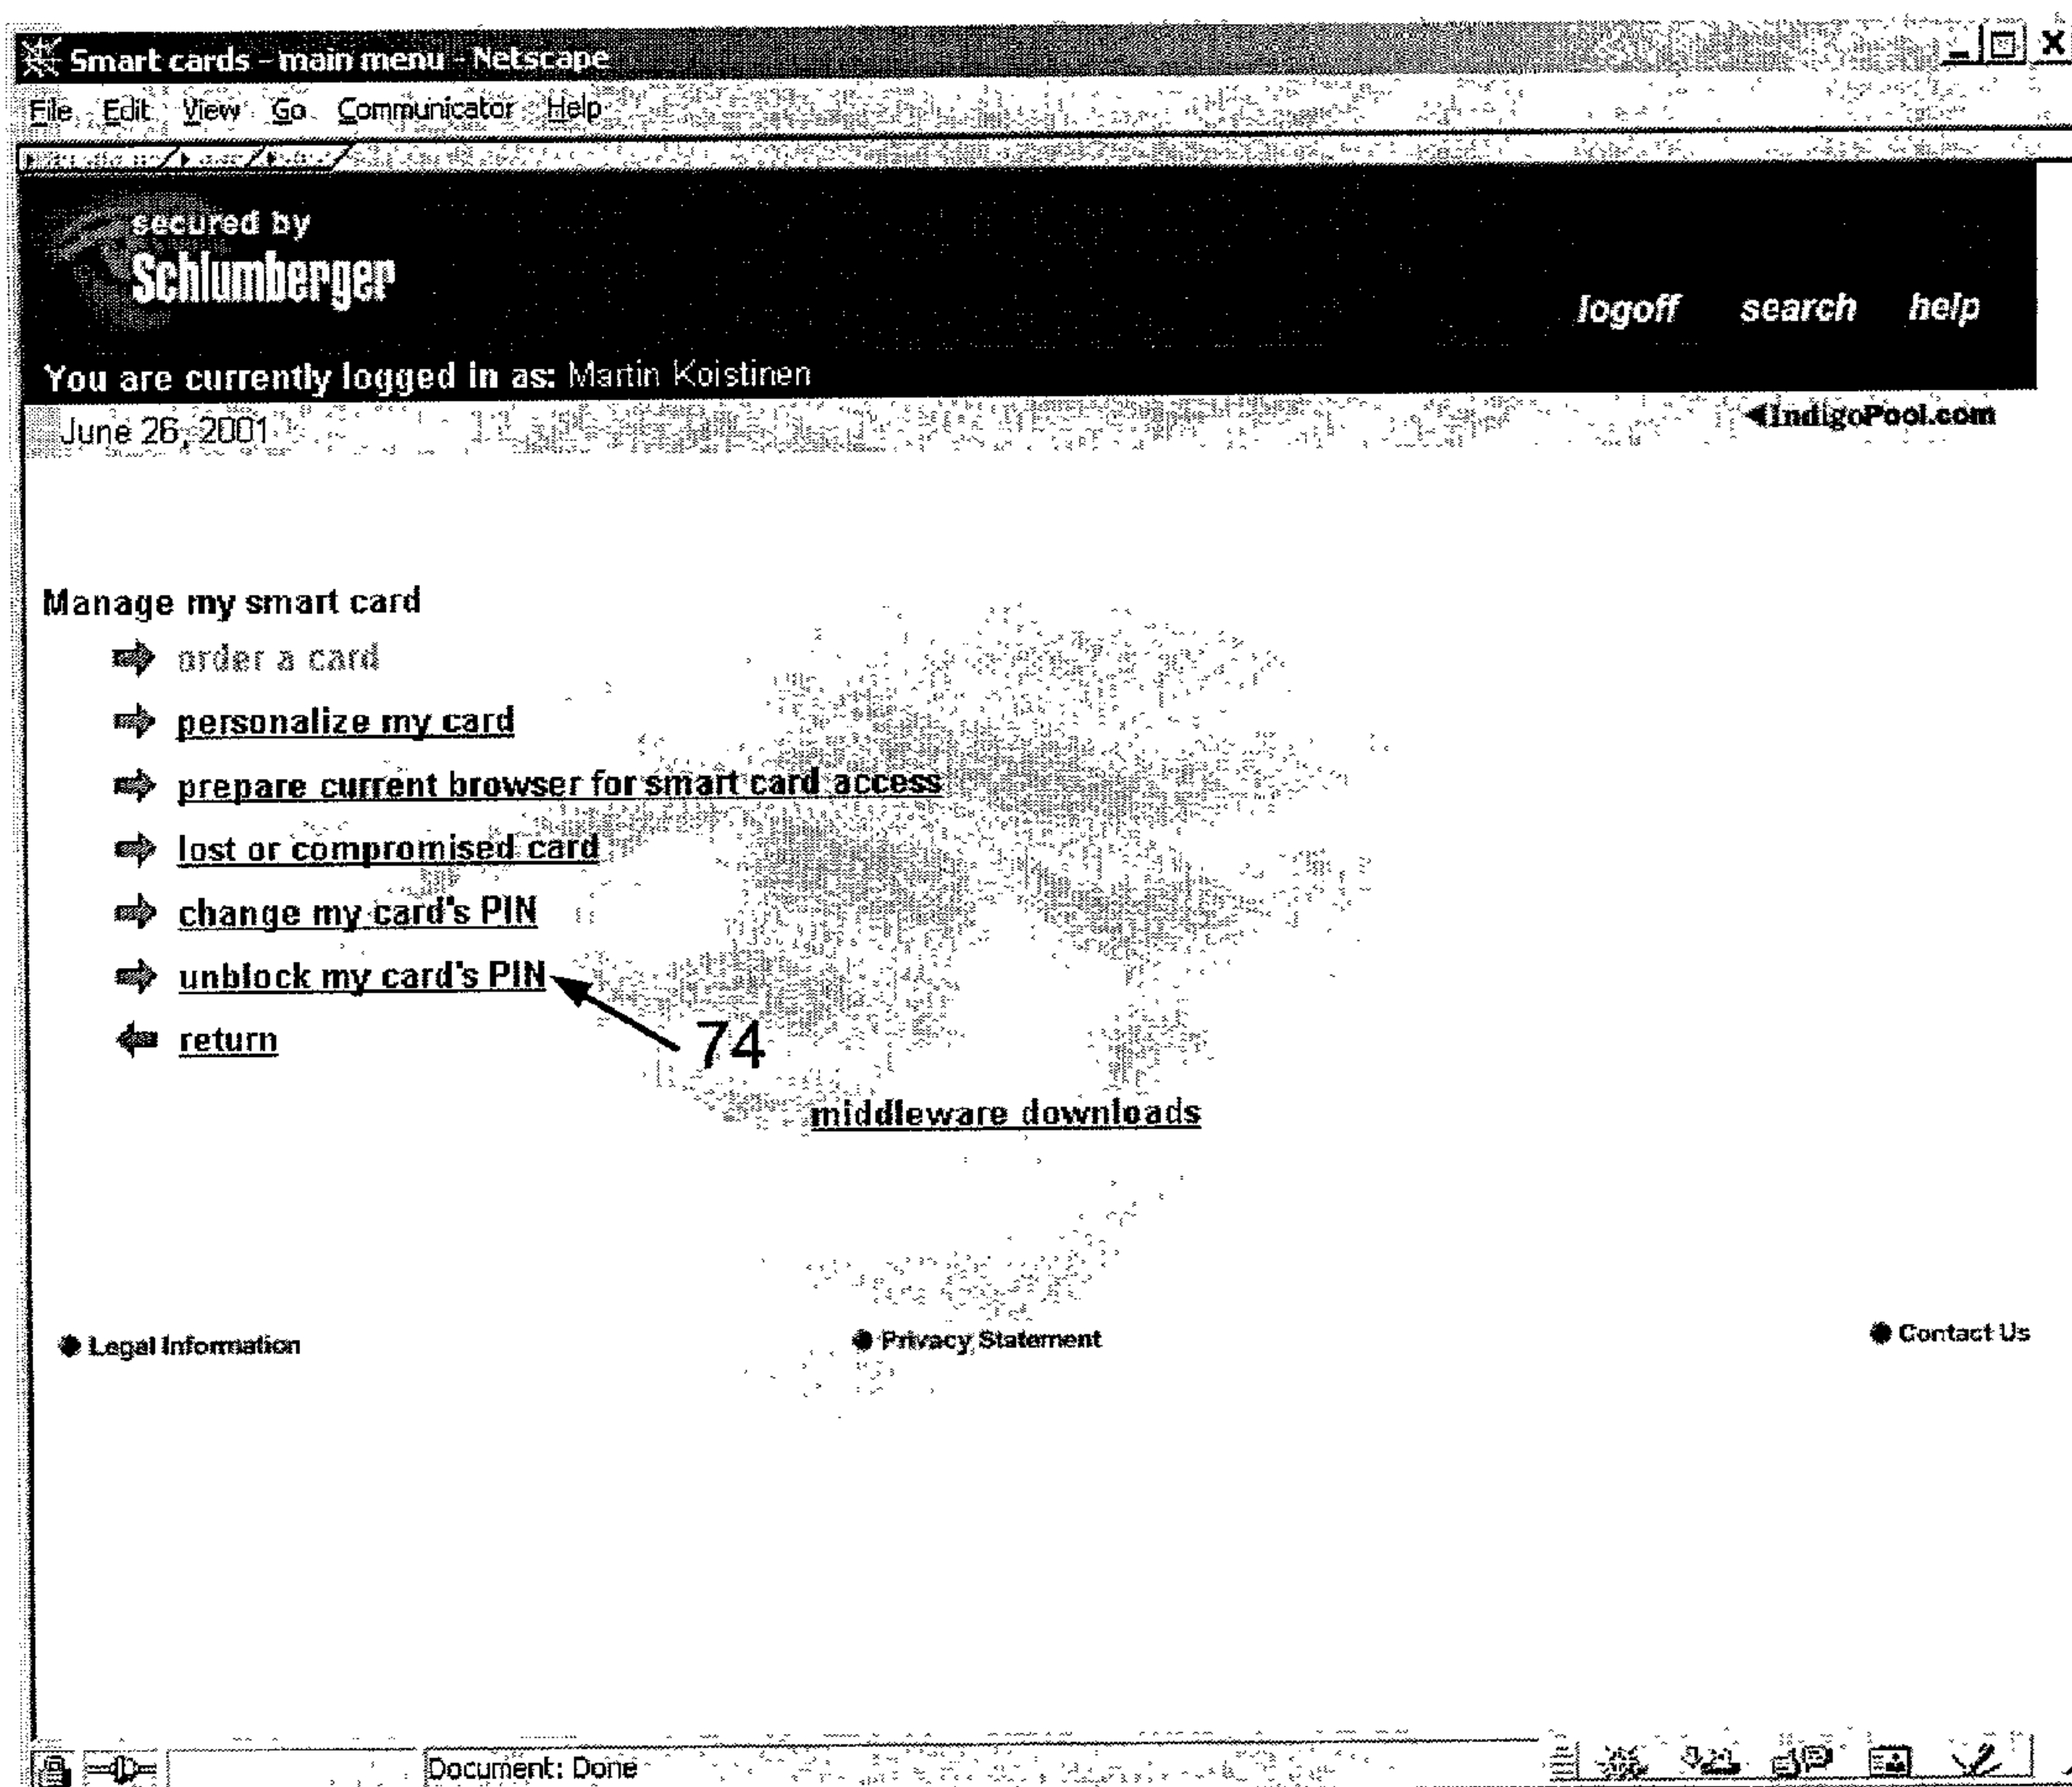 Smart cards - main menu - Netscape
File Edit View Go Communicator Help
secured by
Schlumberger
logoff search help
You are currently logged in as: Martin Koistinen
June 26, 2001
IndigoPool.com
Manage my smart card
order a card
personalize my card
prepare current browser for smart card access
lost or compromised card
change my card's PIN
unblock my card's PIN
74
return
middleware downloads
Legal Information
Privacy Statement
Contact Us
Document: Done